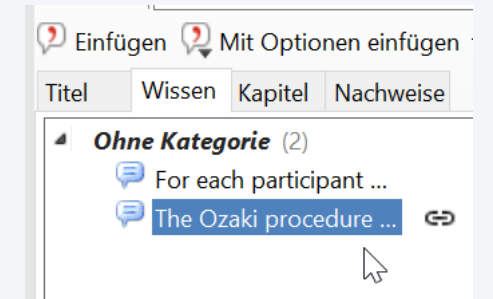 Einfügen Mit Optionen einfügen
Titel Wissen Kapitel Nachweise
Ohne Kategorie (2)
For each participant ...
The Ozaki procedure ...